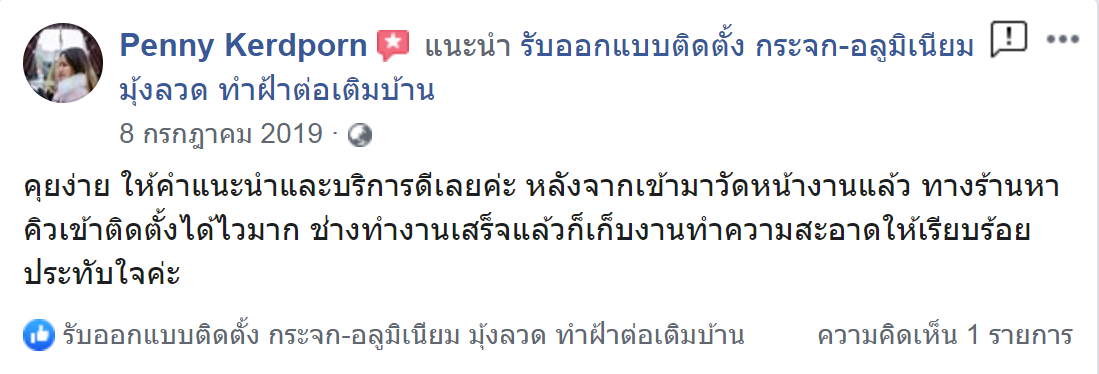 Penny Kerdporn แนะนำ รับออกแบบติดตั้ง กระจก-อลูมิเนียม
มุ้งลวด ทำฝ้าต่อเติมบ้าน
8 กรกฎาคม 2019 ·
คุยง่าย ให้คำแนะนำและบริการดีเลยค่ะ หลังจากเข้ามาวัดหน้างานแล้ว ทางร้านหา
คิวเข้าติดตั้งได้ไวมาก ช่างทำงานเสร็จแล้วก็เก็บงานทำความสะอาดให้เรียบร้อย
ประทับใจค่ะ
รับออกแบบติดตั้ง กระจก-อลูมิเนียม มุ้งลวด ทำฝ้าต่อเติมบ้าน ความคิดเห็น 1 รายการ